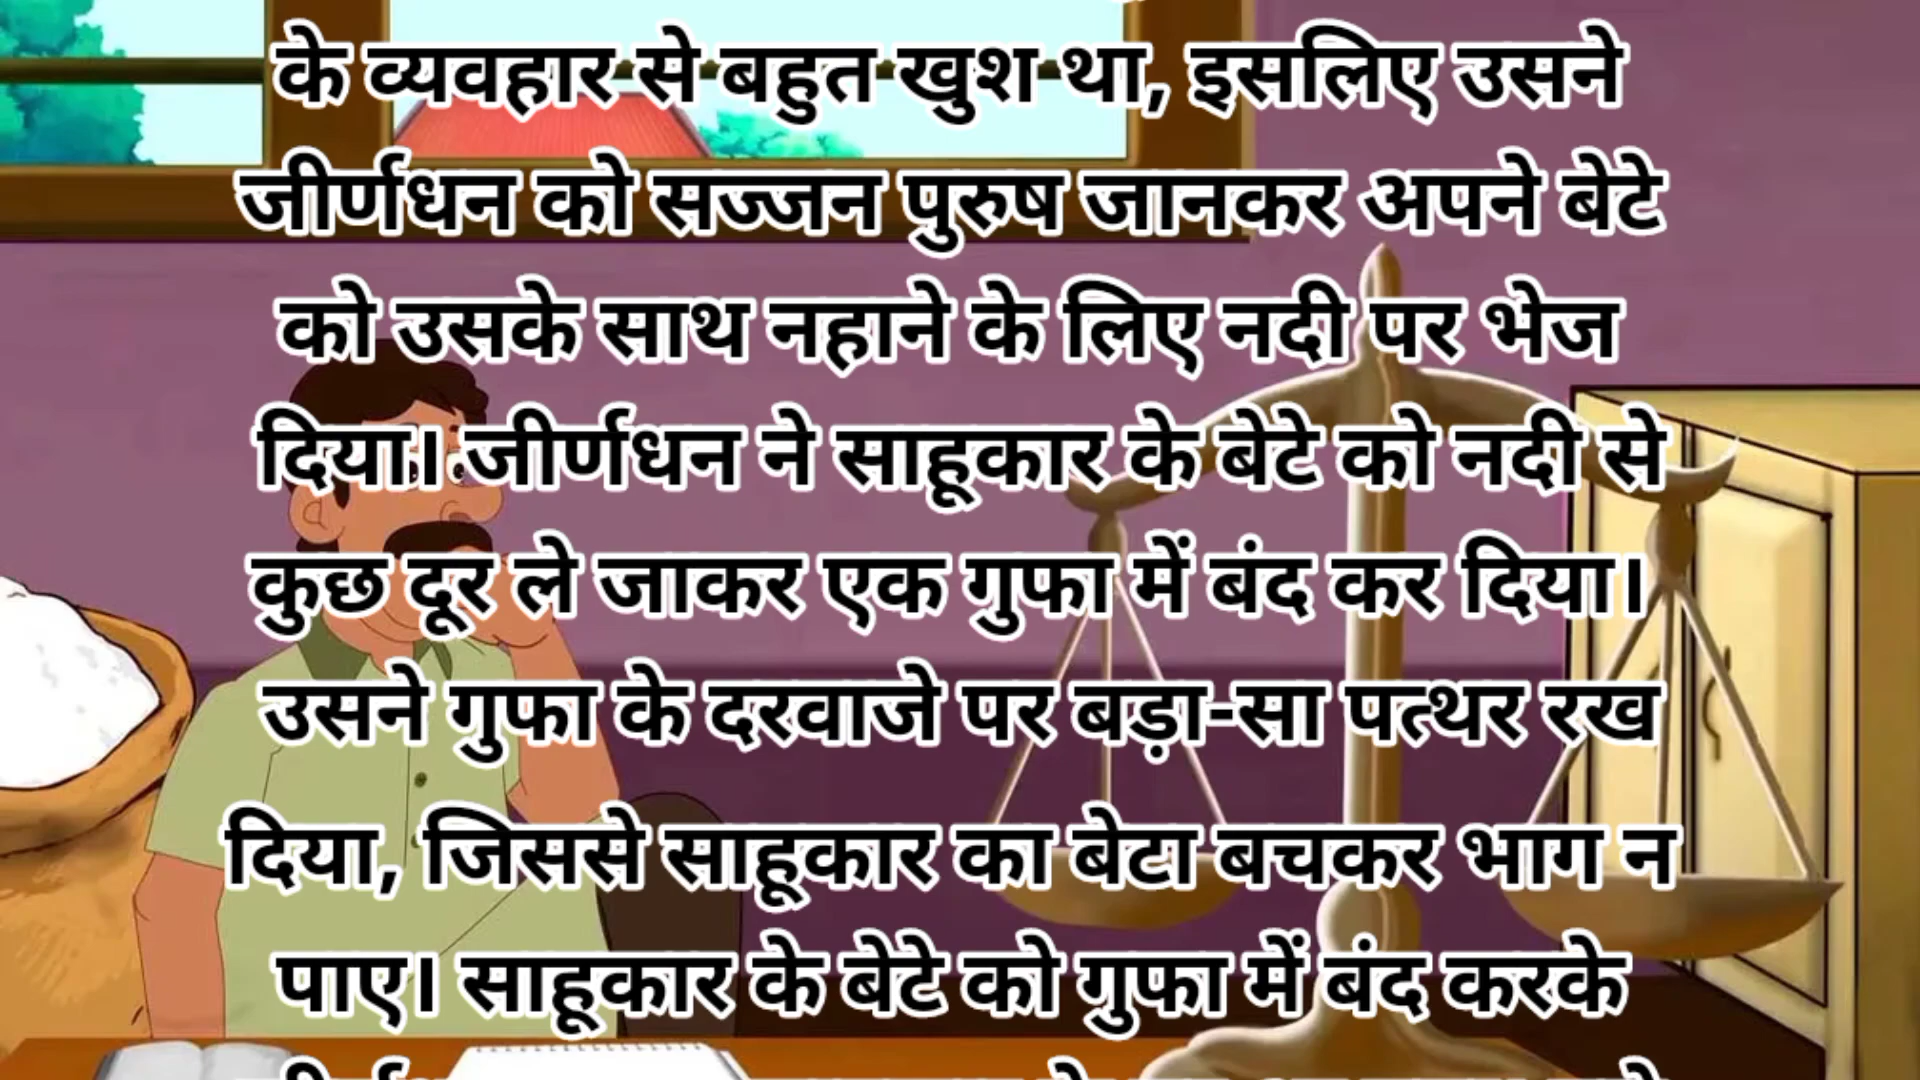 के व्यवहार से बहुत खुश था, इसलिए उसने
जीर्णधन को सज्जन पुरुष जानकर अपने बेटे
को उसके साथ नहाने के लिए नदी पर भेज
दिया। जीर्णधन ने साहूकार के बेटे को नदी से
कुछ दूर ले जाकर एक गुफा में बंद कर दिया।
उसने गुफा के दरवाजे पर बड़ा-सा पत्थर रख
दिया, जिससे साहूकार का बेटा बचकर भाग न
पाए। साहूकार के बेटे को गुफा में बंद करके